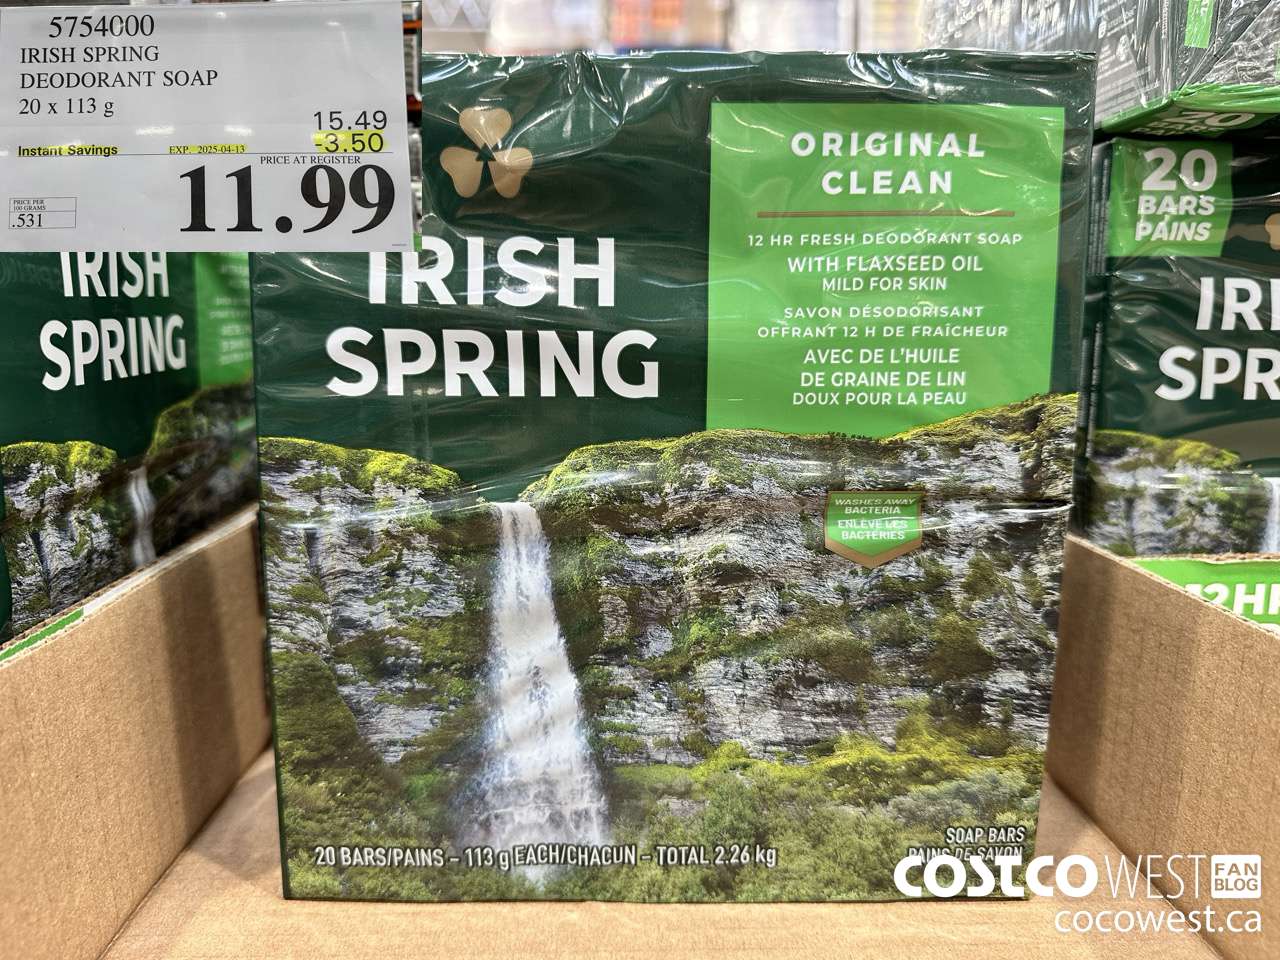 5754000
IRISH SPRING
DEODORANT SOAP
20 x 113 g
15.49
Instant Savings EXP. 2025-04-13 -3.50
PRICE AT REGISTER
11.99
PRICE PER
100 GRAMS
.531
IRISH
SPRING
ORIGINAL
CLEAN
12 HR FRESH DEODORANT SOAP
WITH FLAXSEED OIL
MILD FOR SKIN
SAVON DÉSODORISANT
OFFRANT 12 H DE FRAÎCHEUR
AVEC DE L'HUILE
DE GRAINE DE LIN
DOUX POUR LA PEAU
WASHES AWAY
BACTERIA
ENLÈVE LES
BACTÉRIES
20 BARS/PAINS – 113 g EACH/CHACUN – TOTAL 2.26 kg
SOAP BARS
PAINS DE SAVON
IRISH
SPRING
20
BARS
PAINS
IRI
SPR
12H
COSTCO WEST FAN
BLOG
cocowest.ca